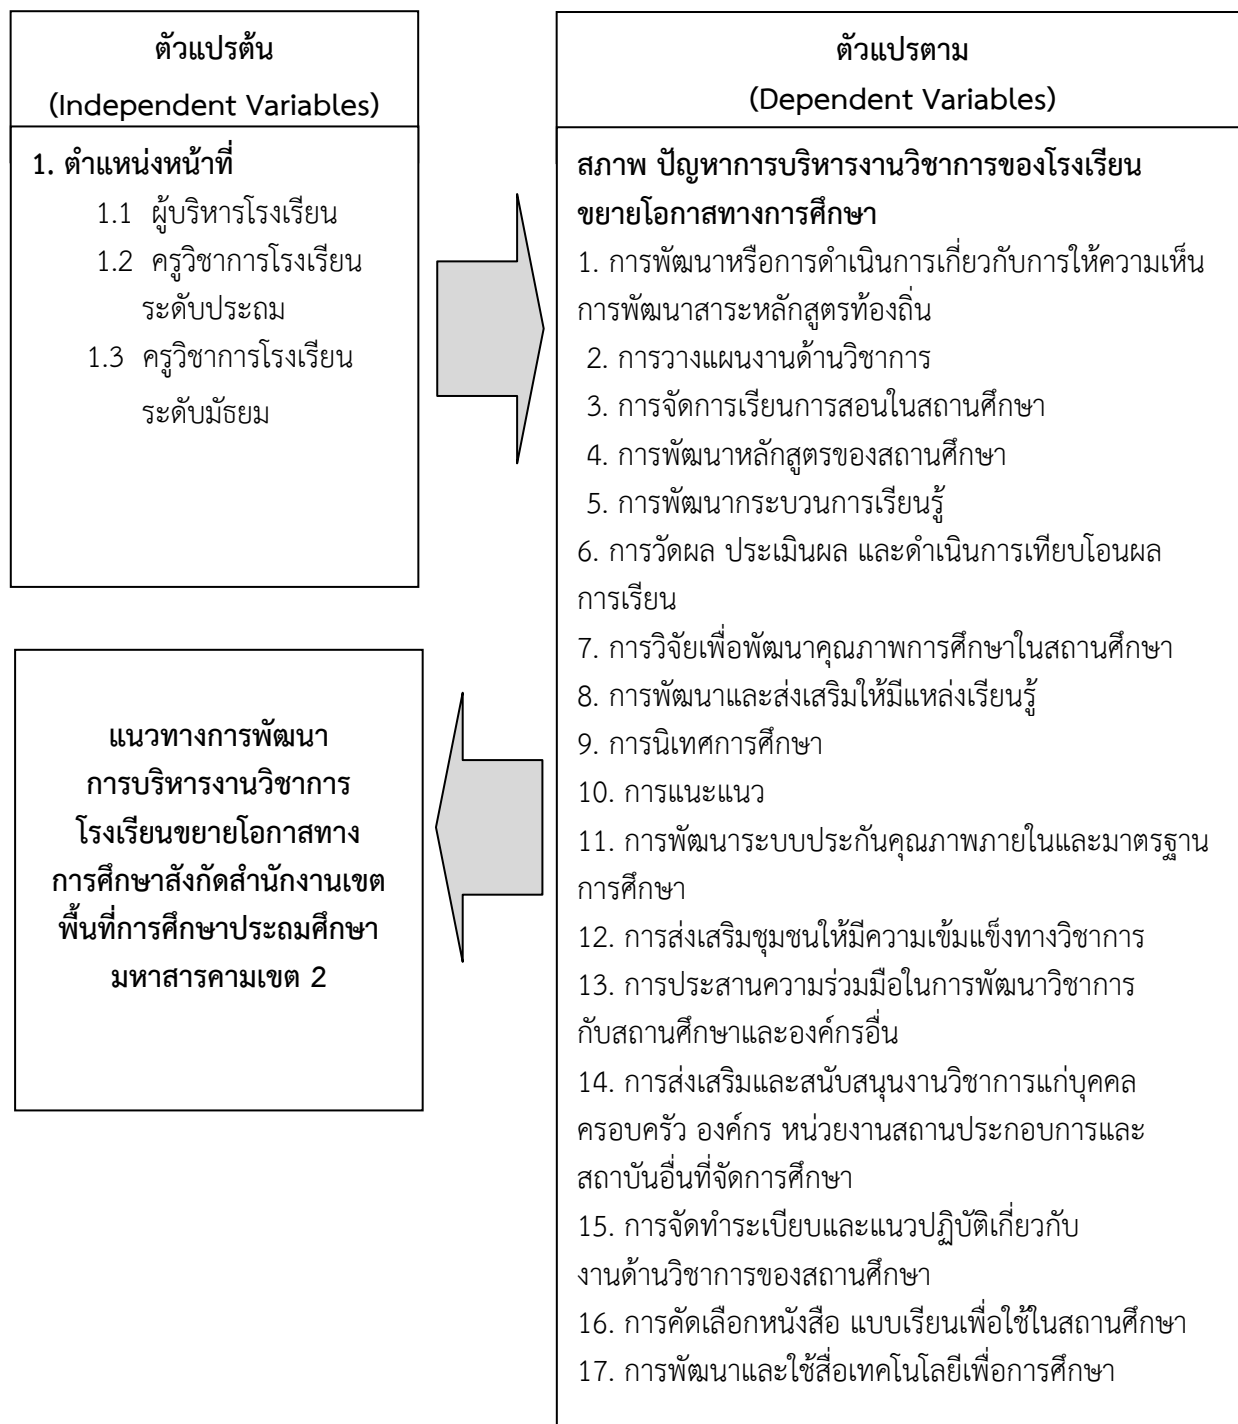 ตัวแปรต้น
(Independent Variables)
1. ตำแหน่งหน้าที่
1.1 ผู้บริหารโรงเรียน
1.2 ครูวิชาการโรงเรียน
ระดับประถม
1.3 ครูวิชาการโรงเรียน
ระดับมัธยม
ตัวแปรตาม
(Dependent Variables)
สภาพ ปัญหาการบริหารงานวิชาการของโรงเรียน
ขยายโอกาสทางการศึกษา
1. การพัฒนาหรือการดำเนินการเกี่ยวกับการให้ความเห็น
การพัฒนาสาระหลักสูตรท้องถิ่น
2. การวางแผนงานด้านวิชาการ
3. การจัดการเรียนการสอนในสถานศึกษา
4. การพัฒนาหลักสูตรของสถานศึกษา
5. การพัฒนากระบวนการเรียนรู้
6. การวัดผล ประเมินผล และดำเนินการเทียบโอนผล
การเรียน
7. การวิจัยเพื่อพัฒนาคุณภาพการศึกษาในสถานศึกษา
8. การพัฒนาและส่งเสริมให้มีแหล่งเรียนรู้
9. การนิเทศการศึกษา
10. การแนะแนว
11. การพัฒนาระบบประกันคุณภาพภายในและมาตรฐาน
การศึกษา
12. การส่งเสริมชุมชนให้มีความเข้มแข็งทางวิชาการ
13. การประสานความร่วมมือในการพัฒนาวิชาการ
กับสถานศึกษาและองค์กรอื่น
14. การส่งเสริมและสนับสนุนงานวิชาการแก่บุคคล
ครอบครัว องค์กร หน่วยงานสถานประกอบการและ
สถาบันอื่นที่จัดการศึกษา
15. การจัดทำระเบียบและแนวปฏิบัติเกี่ยวกับ
งานด้านวิชาการของสถานศึกษา
16. การคัดเลือกหนังสือ แบบเรียนเพื่อใช้ในสถานศึกษา
17. การพัฒนาและใช้สื่อเทคโนโลยีเพื่อการศึกษา
แนวทางการพัฒนา
การบริหารงานวิชาการ
โรงเรียนขยายโอกาสทาง
การศึกษาสังกัดสำนักงานเขต
พื้นที่การศึกษาประถมศึกษา
มหาสารคามเขต 2